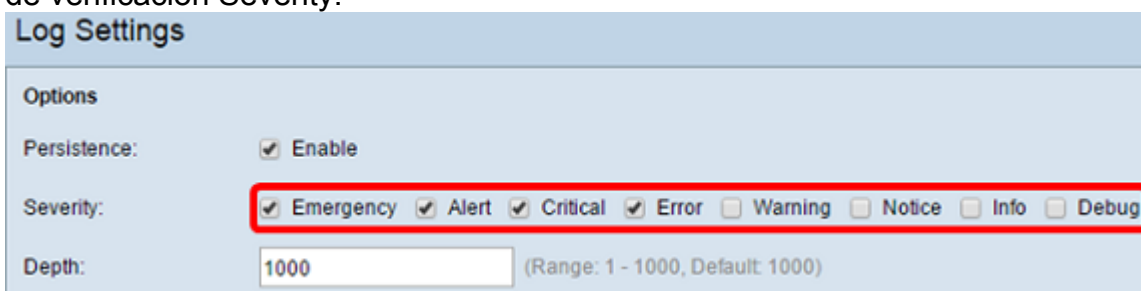 de verificación Severity.
Log Settings
Options
Persistence: Enable
Severity: Emergency Alert Critical Error Warning Notice Info Debug
Depth: 1000 (Range: 1 - 1000, Default: 1000)